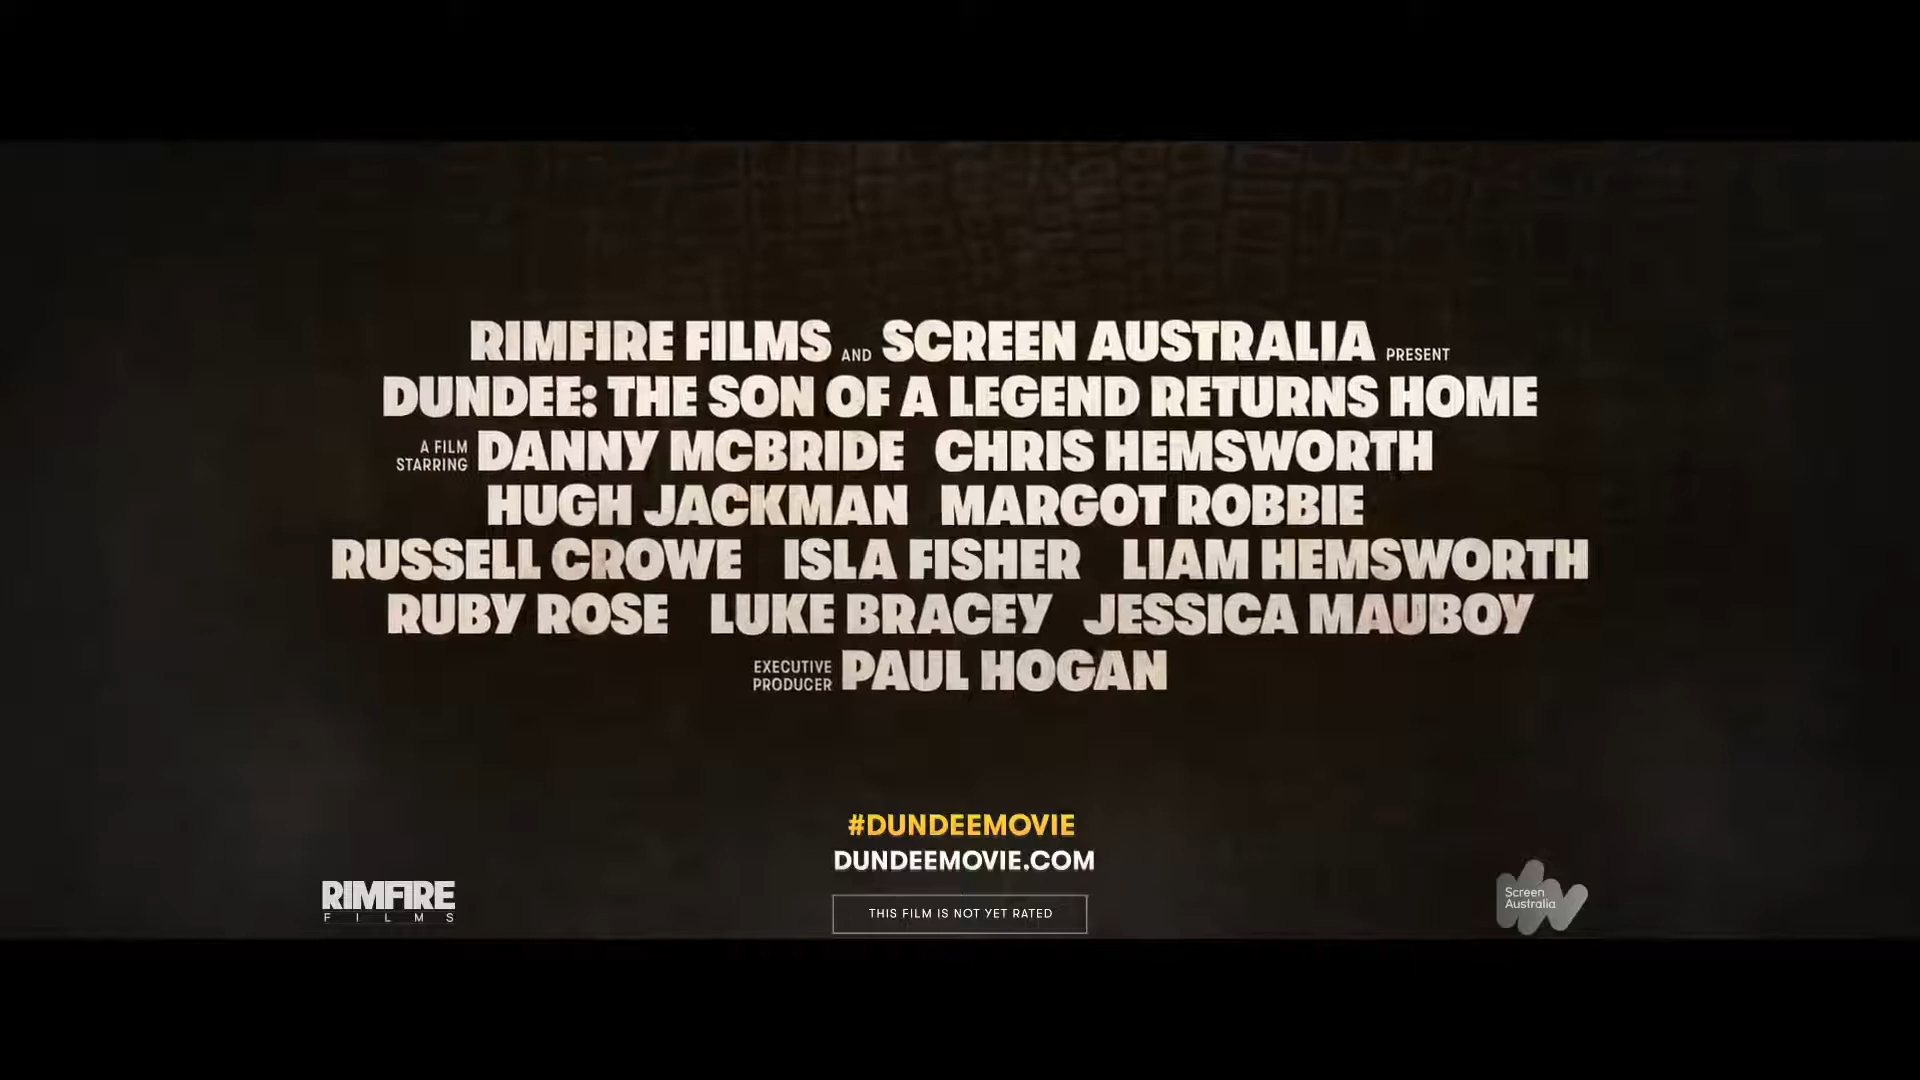 RIMFIRE FILMS AND SCREEN AUSTRALIA PRESENT
DUNDEE: THE SON OF A LEGEND RETURNS HOME
A FILM STARRING DANNY MCBRIDE CHRIS HEMSWORTH
HUGH JACKMAN MARGOT ROBBIE
RUSSELL CROWE ISLA FISHER LIAM HEMSWORTH
RUBY ROSE LUKE BRACEY JESSICA MAUBOY
EXECUTIVE PRODUCER PAUL HOGAN
#DUNDEEMOVIE
DUNDEEMOVIE.COM
RIMFIRE
FILMS
THIS FILM IS NOT YET RATED
Screen
Australia